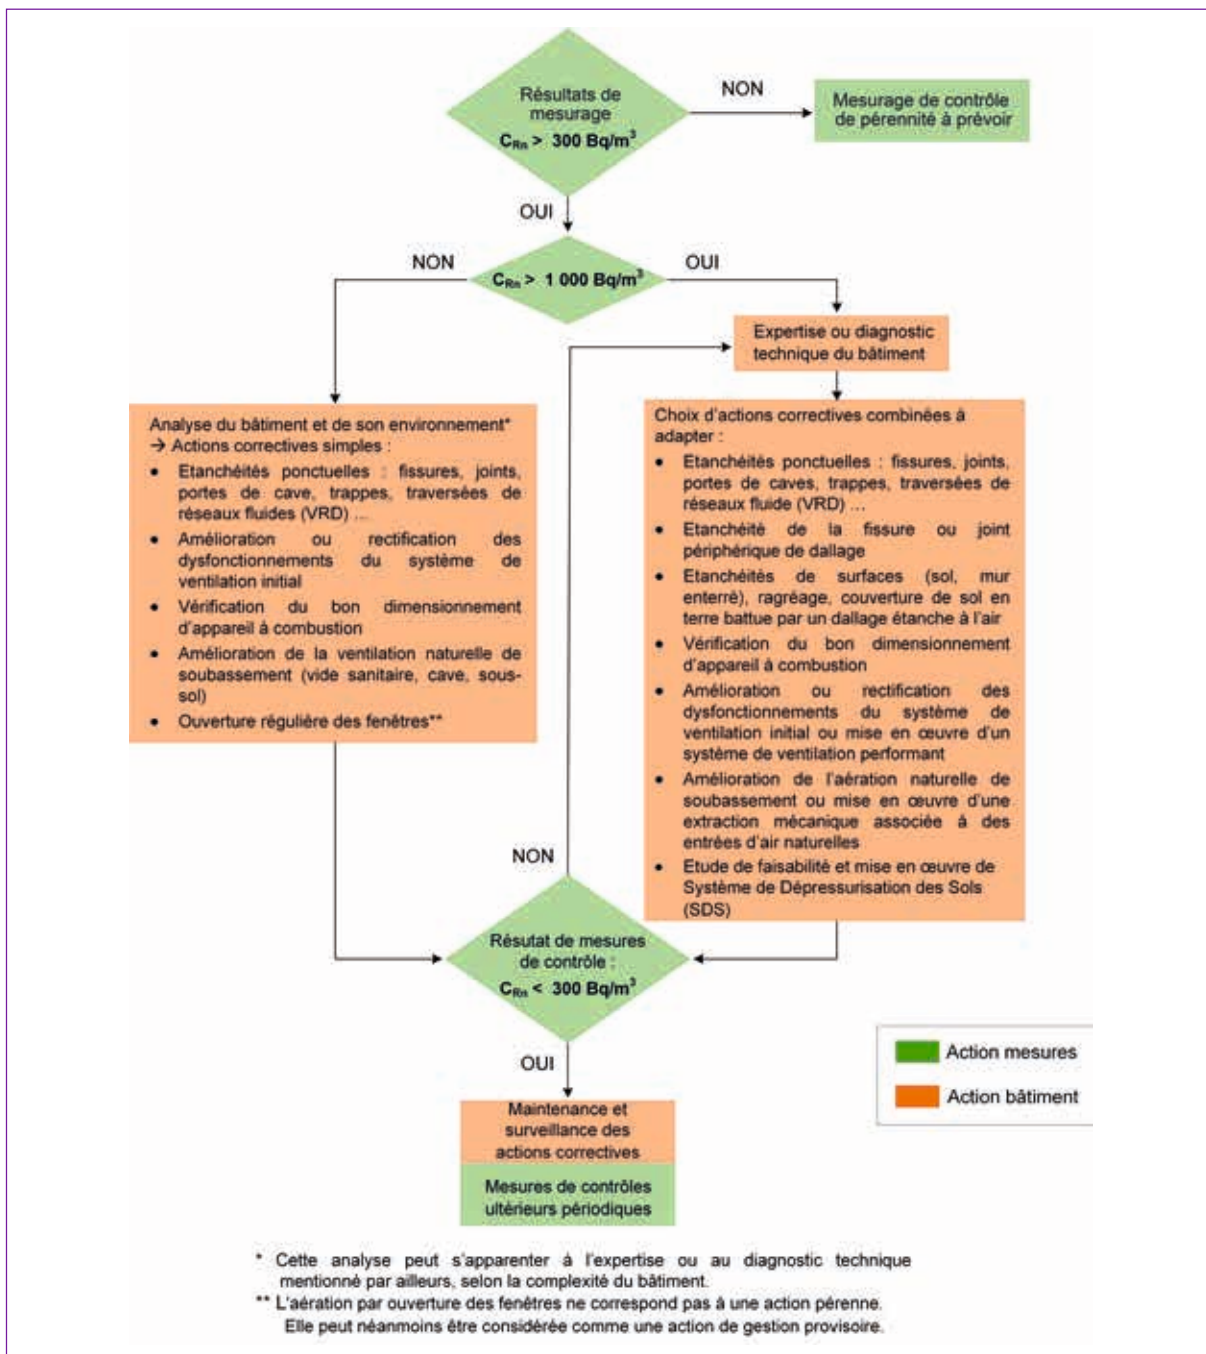 Résultats de
mesurage
C_Rn > 300 Bq/m³
NON
Mesurage de contrôle
de pérennité à prévoir
OUI
NON
C_Rn > 1 000 Bq/m³
OUI
Expertise ou diagnostic
technique du bâtiment
Analyse du bâtiment et de son environnement*
→ Actions correctives simples :
• Etanchéités ponctuelles : fissures, joints,
portes de cave, trappes, traversées de
réseaux fluides (VRD) ...
• Amélioration ou rectification des
dysfonctionnements du système de
ventilation initial
• Vérification du bon dimensionnement
d'appareil à combustion
• Amélioration de la ventilation naturelle de
soubassement (vide sanitaire, cave, sous-
sol)
• Ouverture régulière des fenêtres**
Choix d'actions correctives combinées à
adapter :
• Etanchéités ponctuelles : fissures, joints,
portes de caves, trappes, traversées de
réseaux fluide (VRD) ...
• Etanchéité de la fissure ou joint
périphérique de dallage
• Etanchéités de surfaces (sol, mur
enterré), ragréage, couverture de sol en
terre battue par un dallage étanche à l'air
• Vérification du bon dimensionnement
d'appareil à combustion
• Amélioration ou rectification des
dysfonctionnements du système de
ventilation initial ou mise en œuvre d'un
système de ventilation performant
• Amélioration de l'aération naturelle de
soubassement ou mise en œuvre d'une
extraction mécanique associée à des
entrées d'air naturelles
• Etude de faisabilité et mise en œuvre de
Système de Dépressurisation des Sols
(SDS)
NON
Résutat de mesures
de contrôle :
C_Rn < 300 Bq/m³
OUI
Maintenance et
surveillance des
actions correctives
Mesures de contrôles
ultérieurs périodiques
Action mesures
Action bâtiment
* Cette analyse peut s'apparenter à l'expertise ou au diagnostic technique
mentionné par ailleurs, selon la complexité du bâtiment.
** L'aération par ouverture des fenêtres ne correspond pas à une action pérenne.
Elle peut néanmoins être considérée comme une action de gestion provisoire.